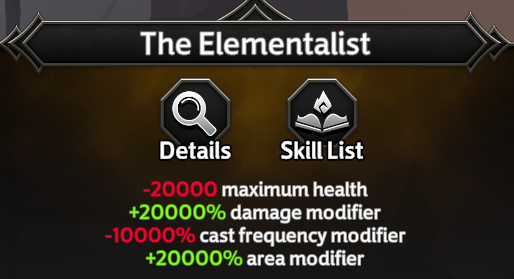 The Elementalist
Details Skill List
-20000 maximum health
+20000% damage modifier
-10000% cast frequency modifier
+20000% area modifier